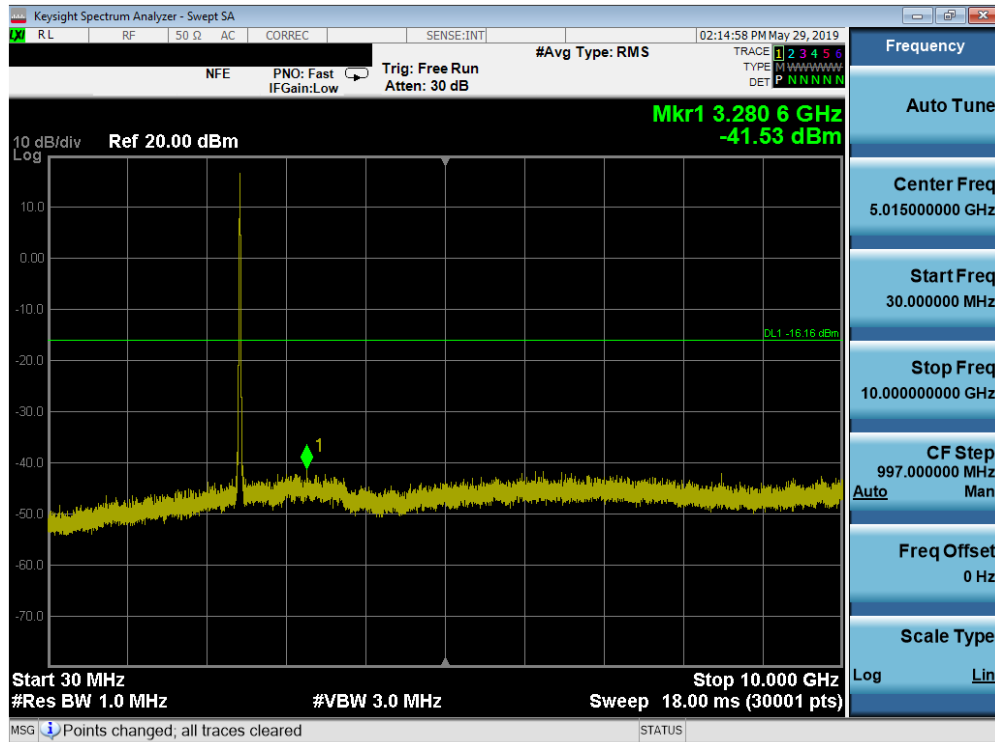 Keysight Spectrum Analyzer - Swept SA
LXI RL RF 50 Ω AC CORREC SENSE:INT 02:14:58 PM May 29, 2019
#Avg Type: RMS
TRACE 1 2 3 4 5 6
TYPE M W W W W W
DET P N N N N N
NFE PNO: Fast Trig: Free Run
IFGain:Low Atten: 30 dB
Mkr1 3.280 6 GHz
-41.53 dBm
10 dB/div Ref 20.00 dBm
Log
10.0
0.00
DL1 -16.16 dBm
-10.0
-20.0
-30.0
1
-40.0
-50.0
-60.0
-70.0
Start 30 MHz Stop 10.000 GHz
#Res BW 1.0 MHz #VBW 3.0 MHz Sweep 18.00 ms (30001 pts)
MSG Points changed; all traces cleared STATUS
Frequency
Auto Tune
Center Freq
5.015000000 GHz
Start Freq
30.000000 MHz
Stop Freq
10.000000000 GHz
CF Step
997.000000 MHz
Auto Man
Freq Offset
0 Hz
Scale Type
Log Lin